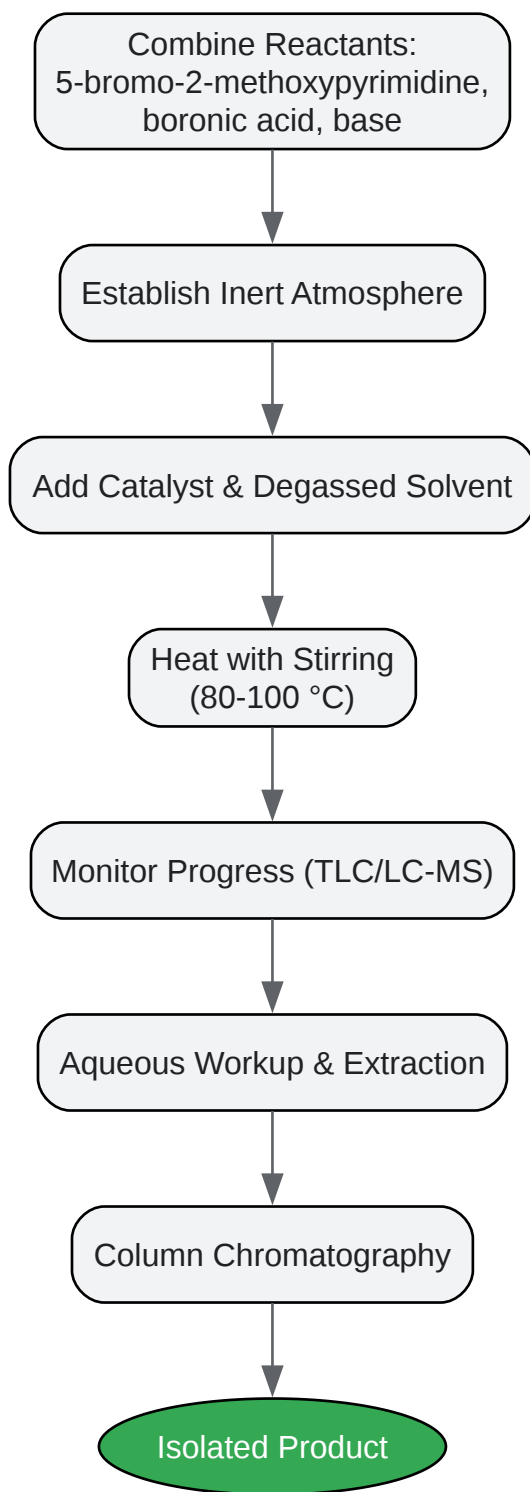 Combine Reactants:
5-bromo-2-methoxypyrimidine,
boronic acid, base
Establish Inert Atmosphere
Add Catalyst & Degassed Solvent
Heat with Stirring
(80-100 °C)
Monitor Progress (TLC/LC-MS)
Aqueous Workup & Extraction
Column Chromatography
Isolated Product